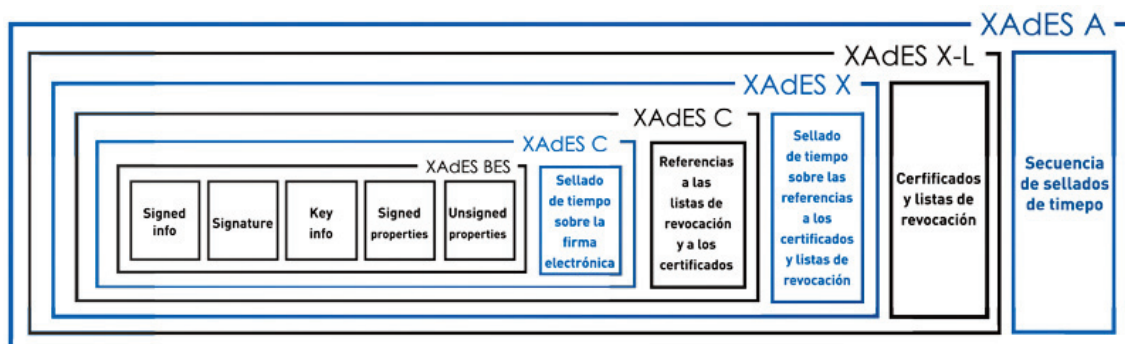 XAdES A
XAdES X-L
XAdES X
XAdES C
XAdES C
XAdES BES
Signed
info
Signature
Key
info
Signed
properties
Unsigned
properties
Sellado
de tiempo
sobre la
firma
electrónica
Referencias
a las
listas de
revocación
y a los
certificados
Sellado
de tiempo
sobre las
referencias
a los
certificados
y listas de
revocación
Cerfificados
y listas de
revocación
Secuencia
de sellados
de timepo